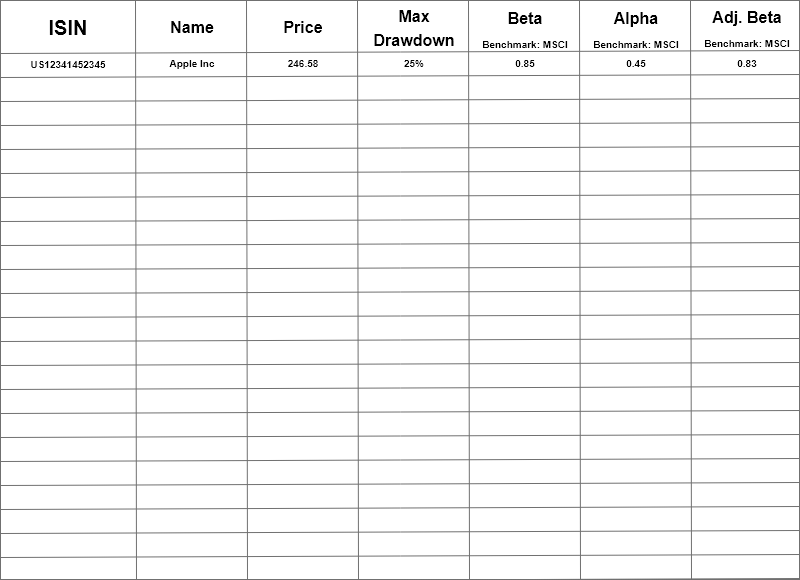 ISIN
Name
Price
Max
Drawdown
Beta
Benchmark: MSCI
Alpha
Benchmark: MSCI
Adj. Beta
Benchmark: MSCI
US12341452345
Apple Inc
246.58
25%
0.85
0.45
0.83